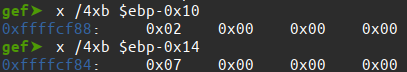 gef➤ x /4xb $ebp-0x10
0xffffcf88: 0x02 0x00 0x00 0x00
gef➤ x /4xb $ebp-0x14
0xffffcf84: 0x07 0x00 0x00 0x00